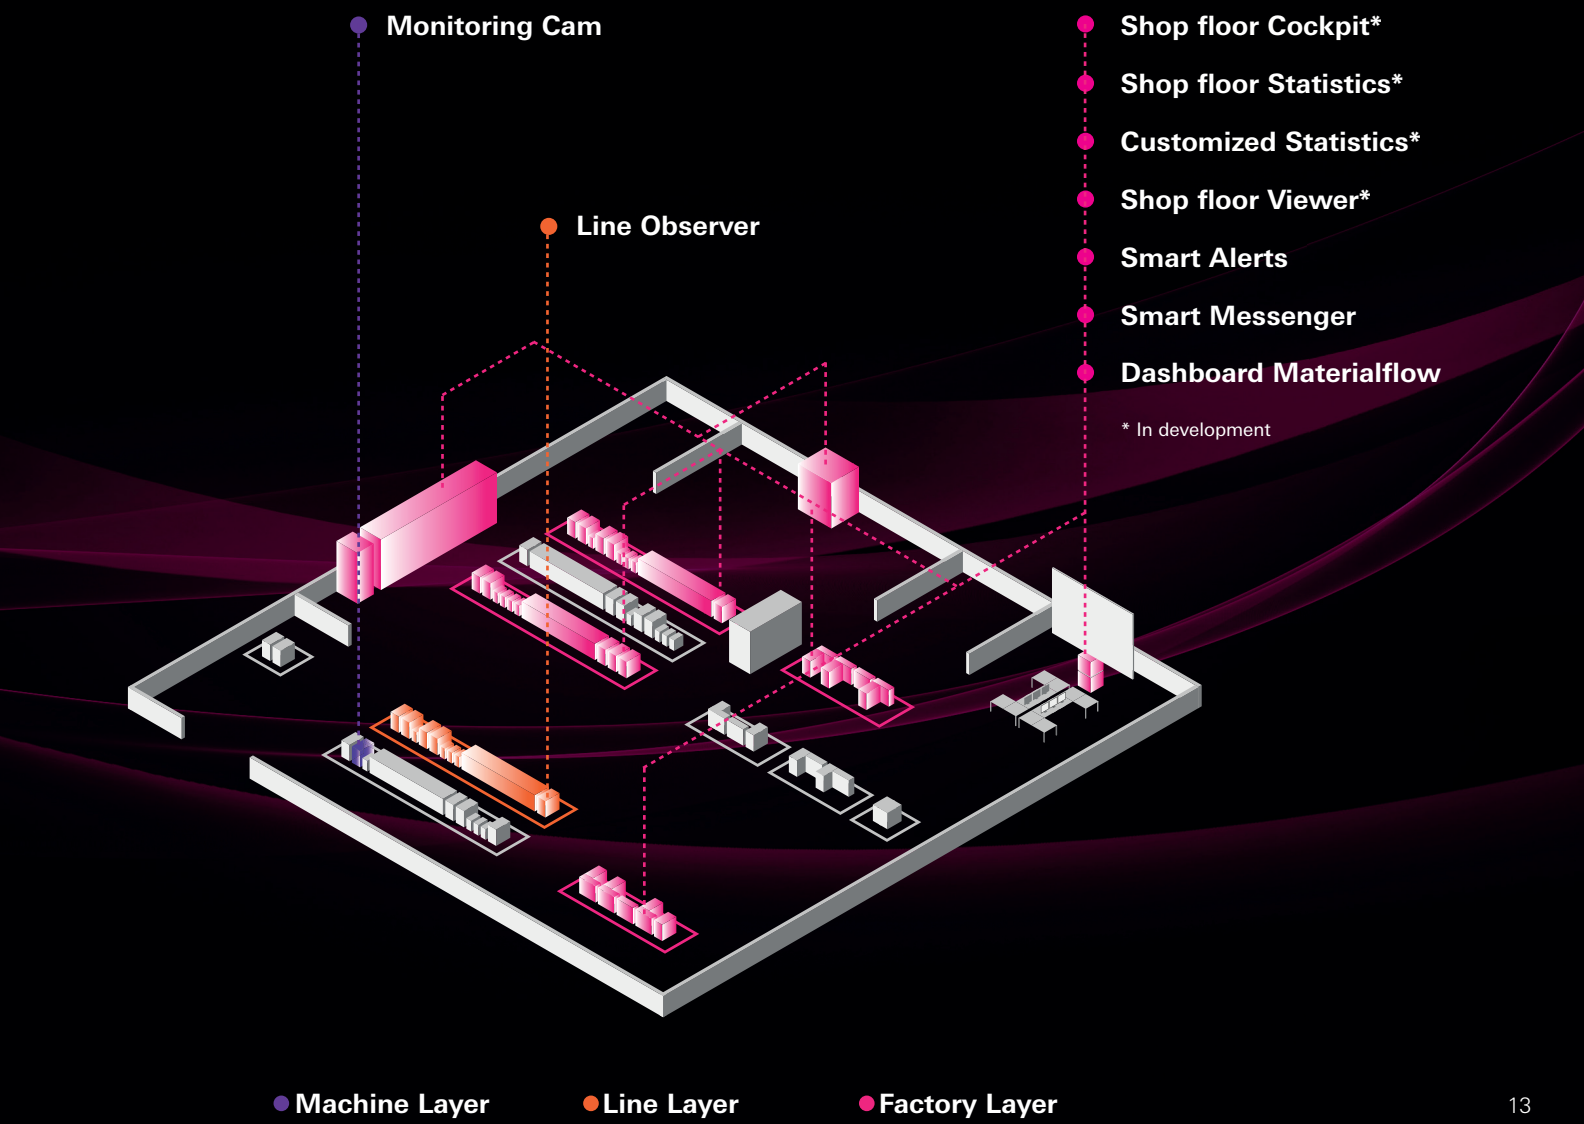 Monitoring Cam
Line Observer
Shop floor Cockpit*
Shop floor Statistics*
Customized Statistics*
Shop floor Viewer*
Smart Alerts
Smart Messenger
Dashboard Materialflow
* In development
Machine Layer
Line Layer
Factory Layer
13